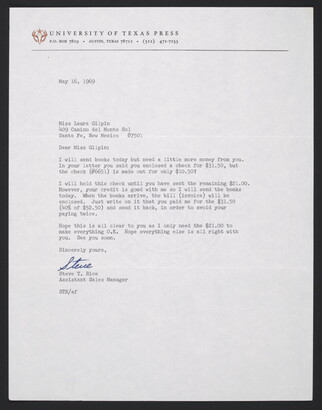 UNIVERSITY OF TEXAS PRESS
P.O. BOX 7819 · AUSTIN, TEXAS 78712 · (512) 471-7233
May 16, 1969
Miss Laura Gilpin
409 Camino del Monte Sol
Santa Fe, New Mexico 87501
Dear Miss Gilpin:
I will send books today but need a little more money from you.
In your letter you said you enclosed a check for $31.50, but
the check (#6651) is made out for only $10.50!
I will hold this check until you have sent the remaining $21.00.
However, your credit is good with me so I will send the books
today. When the books arrive, the bill (invoice) will be
enclosed. Just write on it that you paid me for the $31.50
(40% of $52.50) and send it back, in order to avoid your
paying twice.
Hope this is all clear to you as I only need the $21.00 to
make everything O.K. Hope everything else is all right with
you. See you soon.
Sincerely yours,
Steve
Steve T. Rice
Assistant Sales Manager
STR/ar